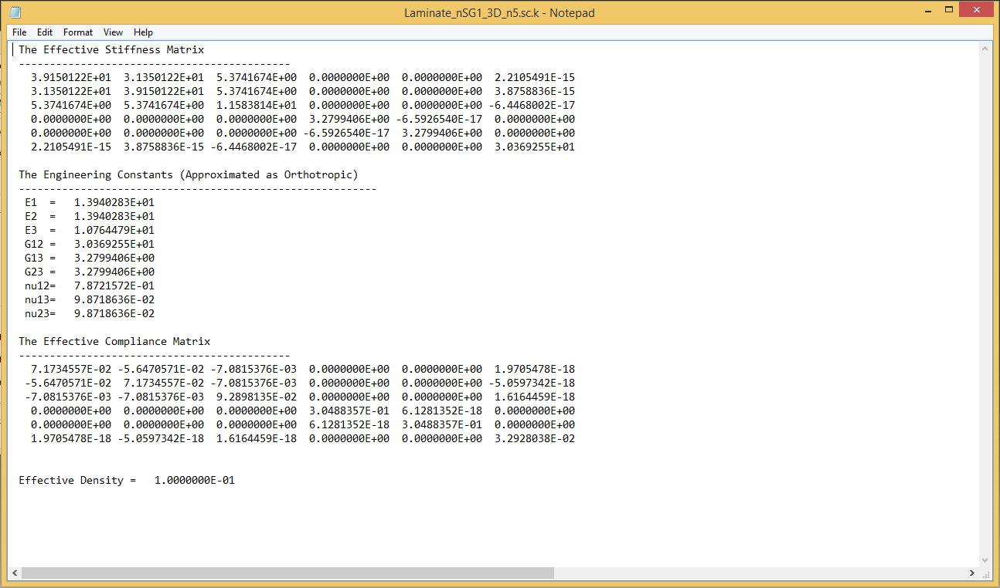 Laminate_nSG1_3D_n5.sc.k - Notepad
File Edit Format View Help
The Effective Stiffness Matrix
--------------------------------------------
3.9150122E+01 3.1350122E+01 5.3741674E+00 0.0000000E+00 0.0000000E+00 2.2105491E-15
3.1350122E+01 3.9150122E+01 5.3741674E+00 0.0000000E+00 0.0000000E+00 3.8758836E-15
5.3741674E+00 5.3741674E+00 1.1583814E+01 0.0000000E+00 0.0000000E+00 -6.4468002E-17
0.0000000E+00 0.0000000E+00 0.0000000E+00 3.2799406E+00 -6.5926540E-17 0.0000000E+00
0.0000000E+00 0.0000000E+00 0.0000000E+00 -6.5926540E-17 3.2799406E+00 0.0000000E+00
2.2105491E-15 3.8758836E-15 -6.4468002E-17 0.0000000E+00 0.0000000E+00 3.0369255E+01
The Engineering Constants (Approximated as Orthotropic)
----------------------------------------------------------
E1 = 1.3940283E+01
E2 = 1.3940283E+01
E3 = 1.0764479E+01
G12 = 3.0369255E+01
G13 = 3.2799406E+00
G23 = 3.2799406E+00
nu12= 7.8721572E-01
nu13= 9.8718636E-02
nu23= 9.8718636E-02
The Effective Compliance Matrix
--------------------------------------------
7.1734557E-02 -5.6470571E-02 -7.0815376E-03 0.0000000E+00 0.0000000E+00 1.9705478E-18
-5.6470571E-02 7.1734557E-02 -7.0815376E-03 0.0000000E+00 0.0000000E+00 -5.0597342E-18
-7.0815376E-03 -7.0815376E-03 9.2898135E-02 0.0000000E+00 0.0000000E+00 1.6164459E-18
0.0000000E+00 0.0000000E+00 0.0000000E+00 3.0488357E-01 6.1281352E-18 0.0000000E+00
0.0000000E+00 0.0000000E+00 0.0000000E+00 6.1281352E-18 3.0488357E-01 0.0000000E+00
1.9705478E-18 -5.0597342E-18 1.6164459E-18 0.0000000E+00 0.0000000E+00 3.2928038E-02
Effective Density = 1.0000000E-01